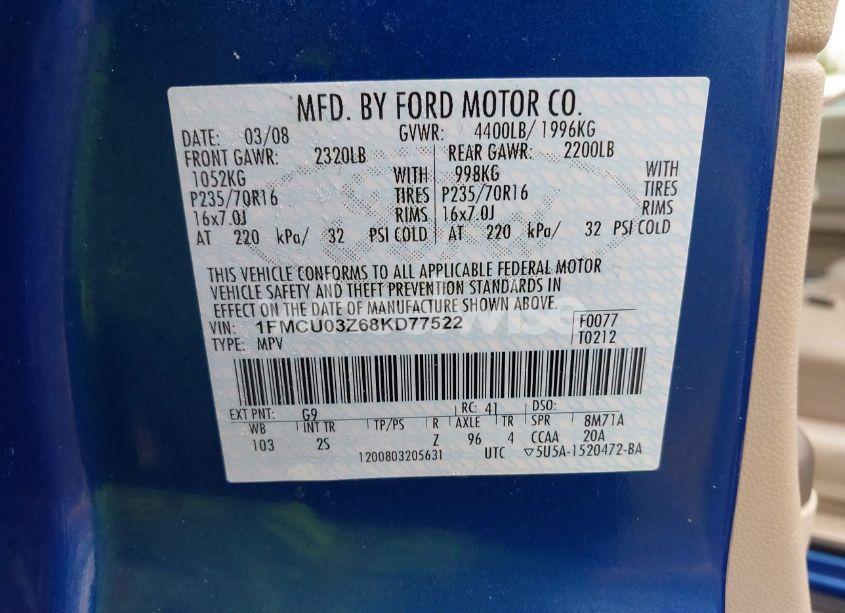 MFD. BY FORD MOTOR CO.
DATE: 03/08 GVWR: 4400LB/ 1996KG
FRONT GAWR: 2320LB REAR GAWR: 2200LB
1052KG WITH 998KG WITH
P235/70R16 TIRES P235/70R16 TIRES
16x7.0J RIMS 16x7.0J RIMS
AT 220 kPa/ 32 PSI COLD AT 220 kPa/ 32 PSI COLD
THIS VEHICLE CONFORMS TO ALL APPLICABLE FEDERAL MOTOR
VEHICLE SAFETY AND THEFT PREVENTION STANDARDS IN
EFFECT ON THE DATE OF MANUFACTURE SHOWN ABOVE.
VIN: 1FMCU03Z68KD77522 F0077
TYPE: MPV T0212
EXT PNT: G9 RC: 41 DSO:
WB INT TR TP/PS R AXLE TR SPR 8M71A
103 2S Z 96 4 CCAA 20A
1200803205631 UTC ▽5U5A-1520472-BA